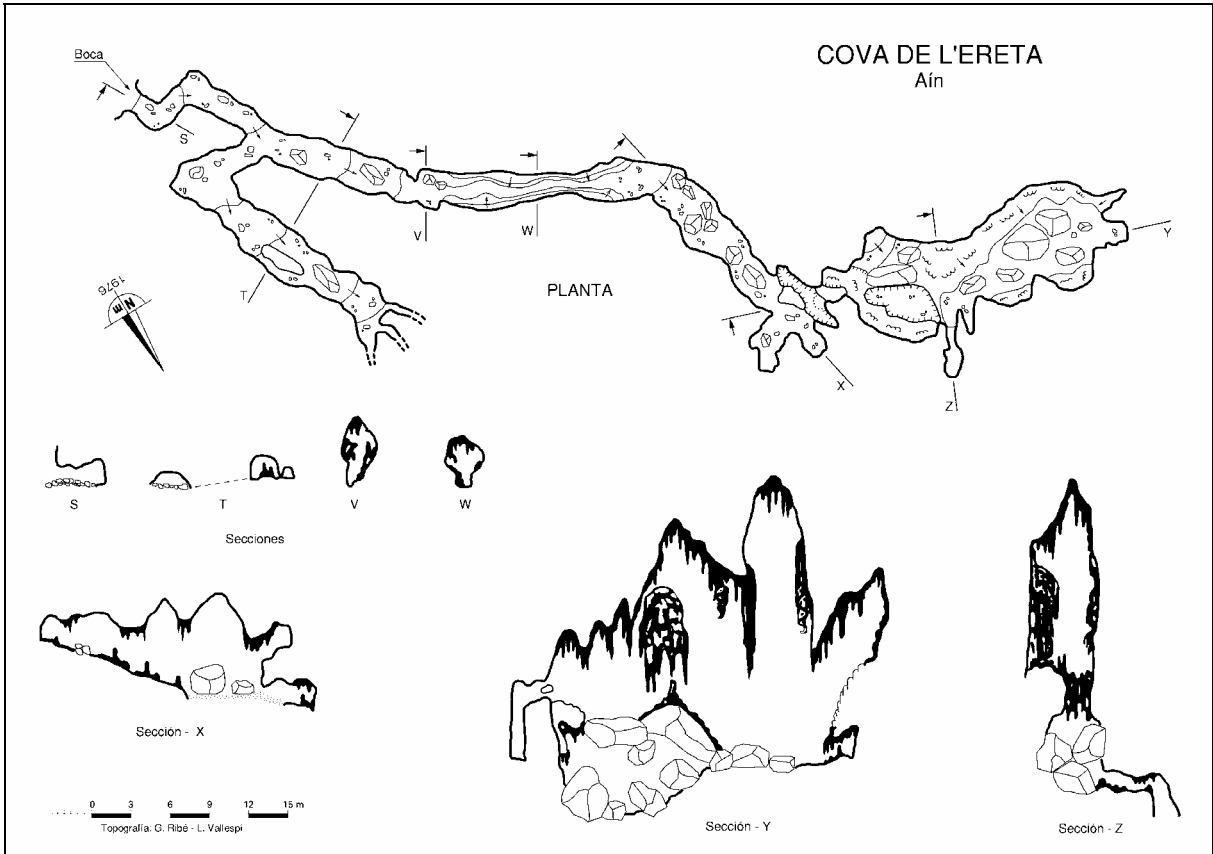 COVA DE L'ERETA
Aín
Boca
S
T
V
W
X
Y
Z
PLANTA
1976
N
S
T
V
W
Secciones
Sección - X
Sección - Y
Sección - Z
0 3 6 9 12 15 m
Topografía: G. Ribé - L. Vallespi